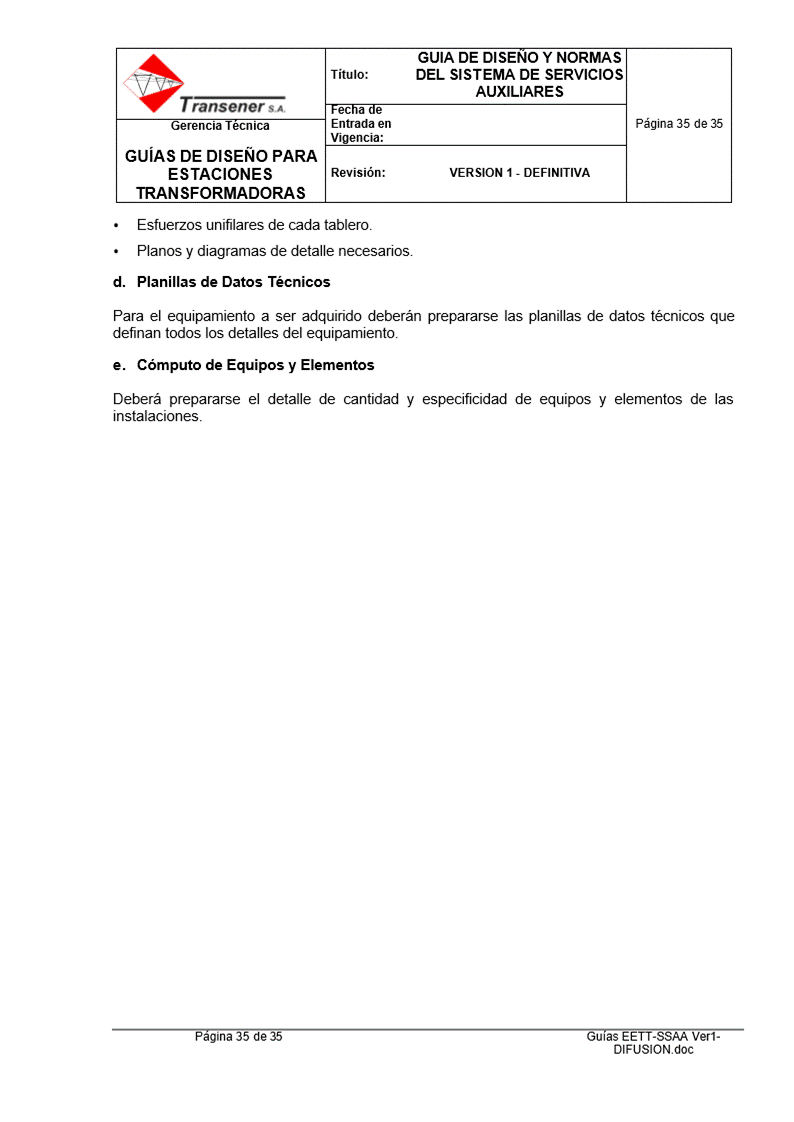 Transener S.A.
Gerencia Técnica
GUÍAS DE DISEÑO PARA
ESTACIONES
TRANSFORMADORAS
Título:
GUIA DE DISEÑO Y NORMAS
DEL SISTEMA DE SERVICIOS
AUXILIARES
Fecha de
Entrada en
Vigencia:
Revisión:
VERSION 1 - DEFINITIVA
Página 35 de 35
• Esfuerzos unifilares de cada tablero.
• Planos y diagramas de detalle necesarios.
d. Planillas de Datos Técnicos
Para el equipamiento a ser adquirido deberán prepararse las planillas de datos técnicos que
definan todos los detalles del equipamiento.
e. Cómputo de Equipos y Elementos
Deberá prepararse el detalle de cantidad y especificidad de equipos y elementos de las
instalaciones.
Página 35 de 35
Guías EETT-SSAA Ver1-
DIFUSION.doc